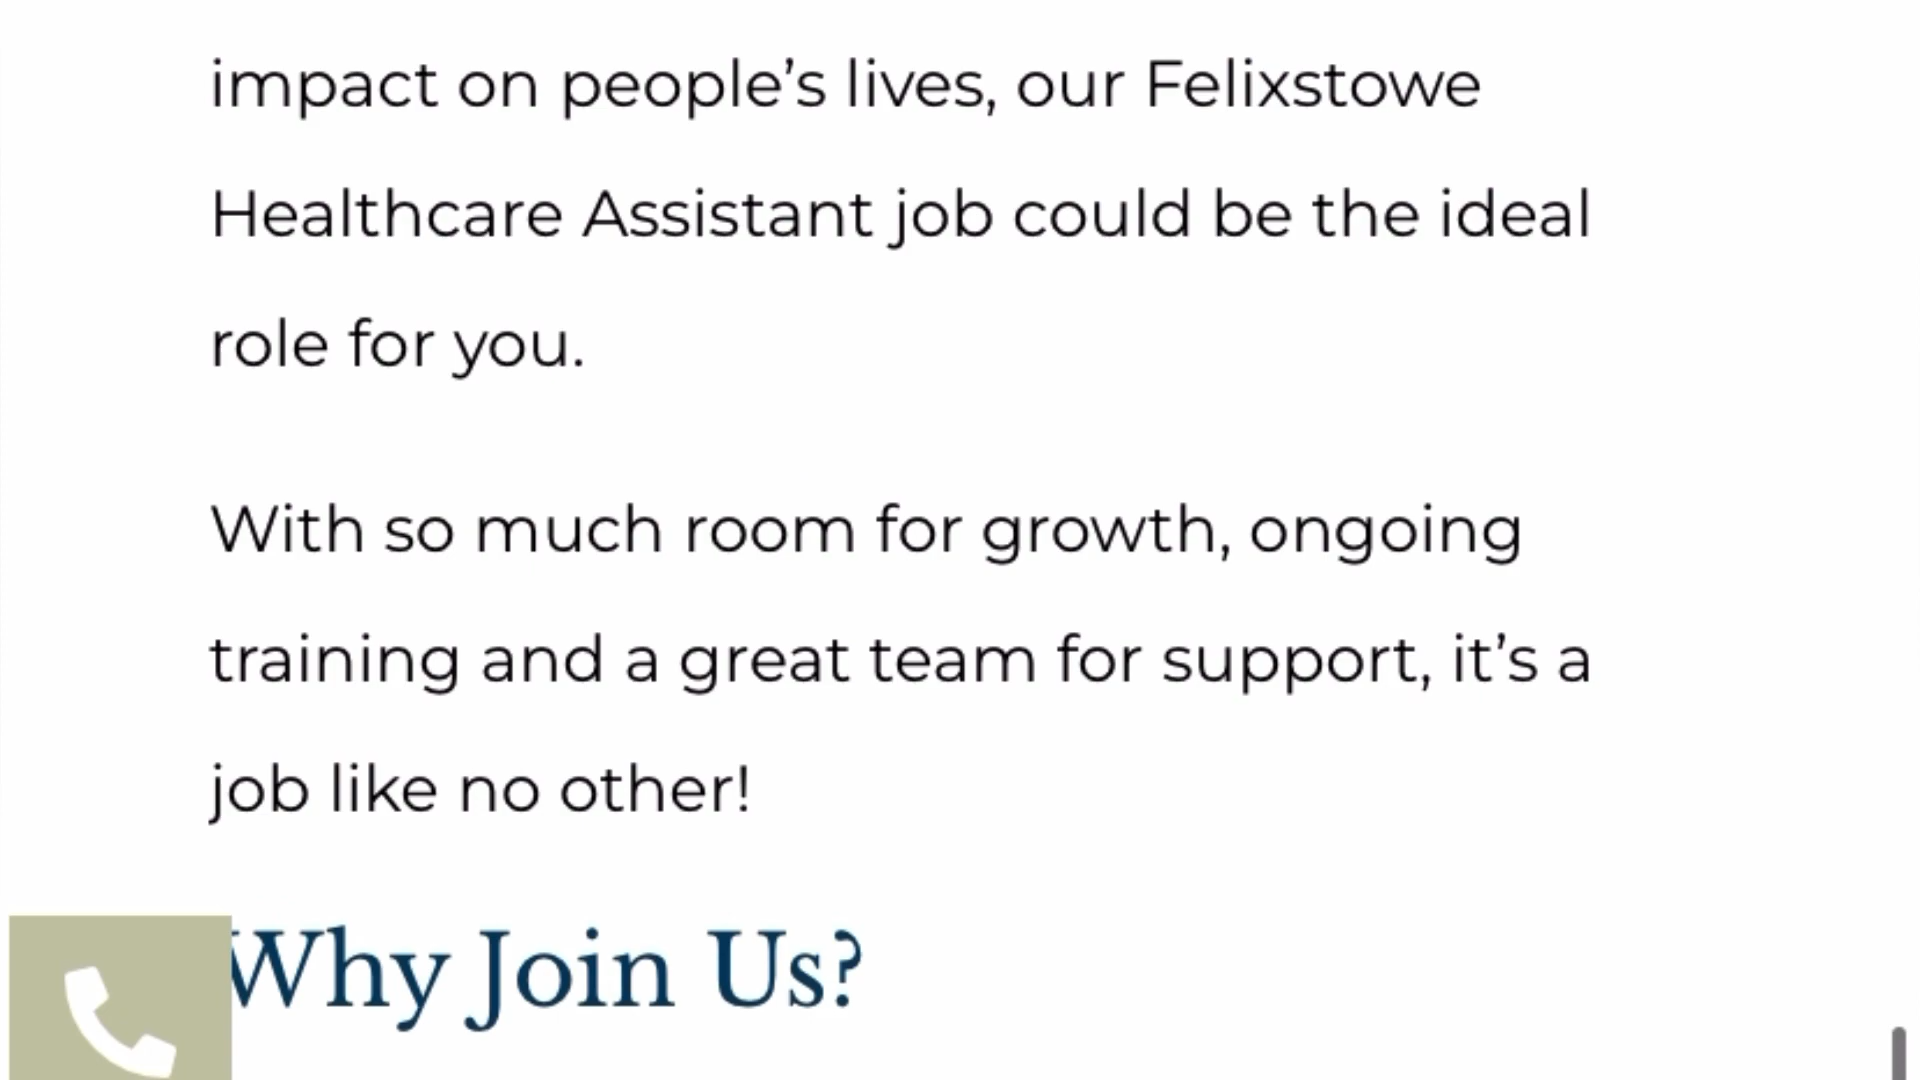 impact on people’s lives, our Felixstowe
Healthcare Assistant job could be the ideal
role for you.
With so much room for growth, ongoing
training and a great team for support, it’s a
job like no other!
Why Join Us?